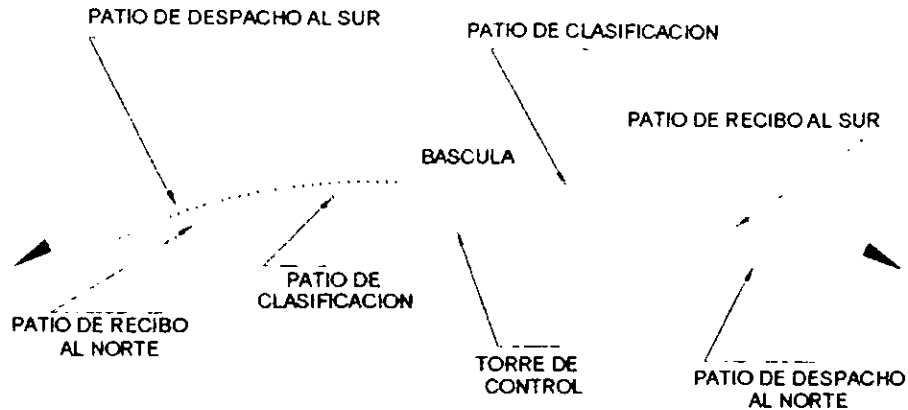 PATIO DE DESPACHO AL SUR
PATIO DE CLASIFICACION
PATIO DE RECIBO AL SUR
BASCULA
PATIO DE
CLASIFICACION
PATIO DE RECIBO
AL NORTE
TORRE DE
CONTROL
PATIO DE DESPACHO
AL NORTE